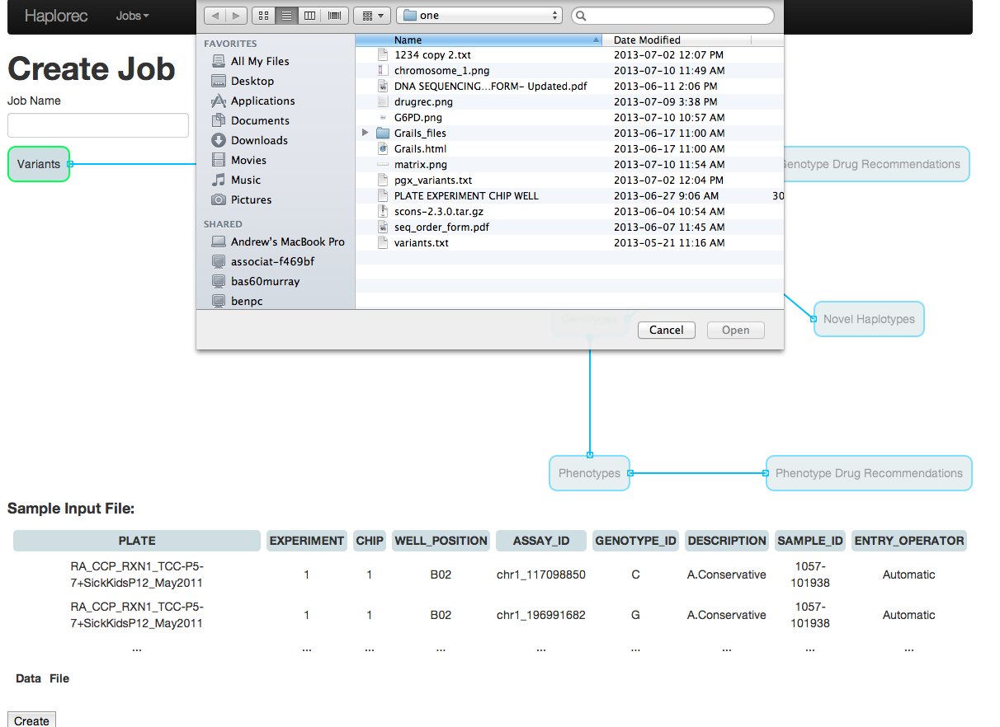 Haplorec Jobs
one
Create Job
Job Name
FAVORITES
All My Files
Desktop
Applications
Documents
Downloads
Movies
Music
Pictures
SHARED
Andrew's MacBook Pro
associat-f469bf
bas60murray
benpc
Name Date Modified
1234 copy 2.txt 2013-07-02 12:07 PM
chromosome_1.png 2013-07-10 11:49 AM
DNA SEQUENCING...FORM- Updated.pdf 2013-06-11 2:06 PM
drugrec.png 2013-07-09 3:38 PM
G6PD.png 2013-07-10 10:57 AM
Grails_files 2013-06-17 11:00 AM
Grails.html 2013-06-17 11:00 AM
matrix.png 2013-07-10 11:54 AM
pgx_variants.txt 2013-07-02 12:04 PM
PLATE EXPERIMENT CHIP WELL 2013-06-27 9:06 AM 30
scons-2.3.0.tar.gz 2013-06-04 10:54 AM
seq_order_form.pdf 2013-06-07 11:45 AM
variants.txt 2013-05-21 11:16 AM
Cancel Open
Variants
Genotype Drug Recommendations
Novel Haplotypes
Phenotypes
Phenotype Drug Recommendations
Sample Input File:
PLATE EXPERIMENT CHIP WELL_POSITION ASSAY_ID GENOTYPE_ID DESCRIPTION SAMPLE_ID ENTRY_OPERATOR
RA_CCP_RXN1_TCC-P5- 1 1 B02 chr1_117098850 C A.Conservative 1057- Automatic
7+SickKidsP12_May2011 101938
RA_CCP_RXN1_TCC-P5- 1 1 B02 chr1_196991682 G A.Conservative 1057- Automatic
7+SickKidsP12_May2011 101938
... ... ... ... ... ... ... ... ...
Data File
Create